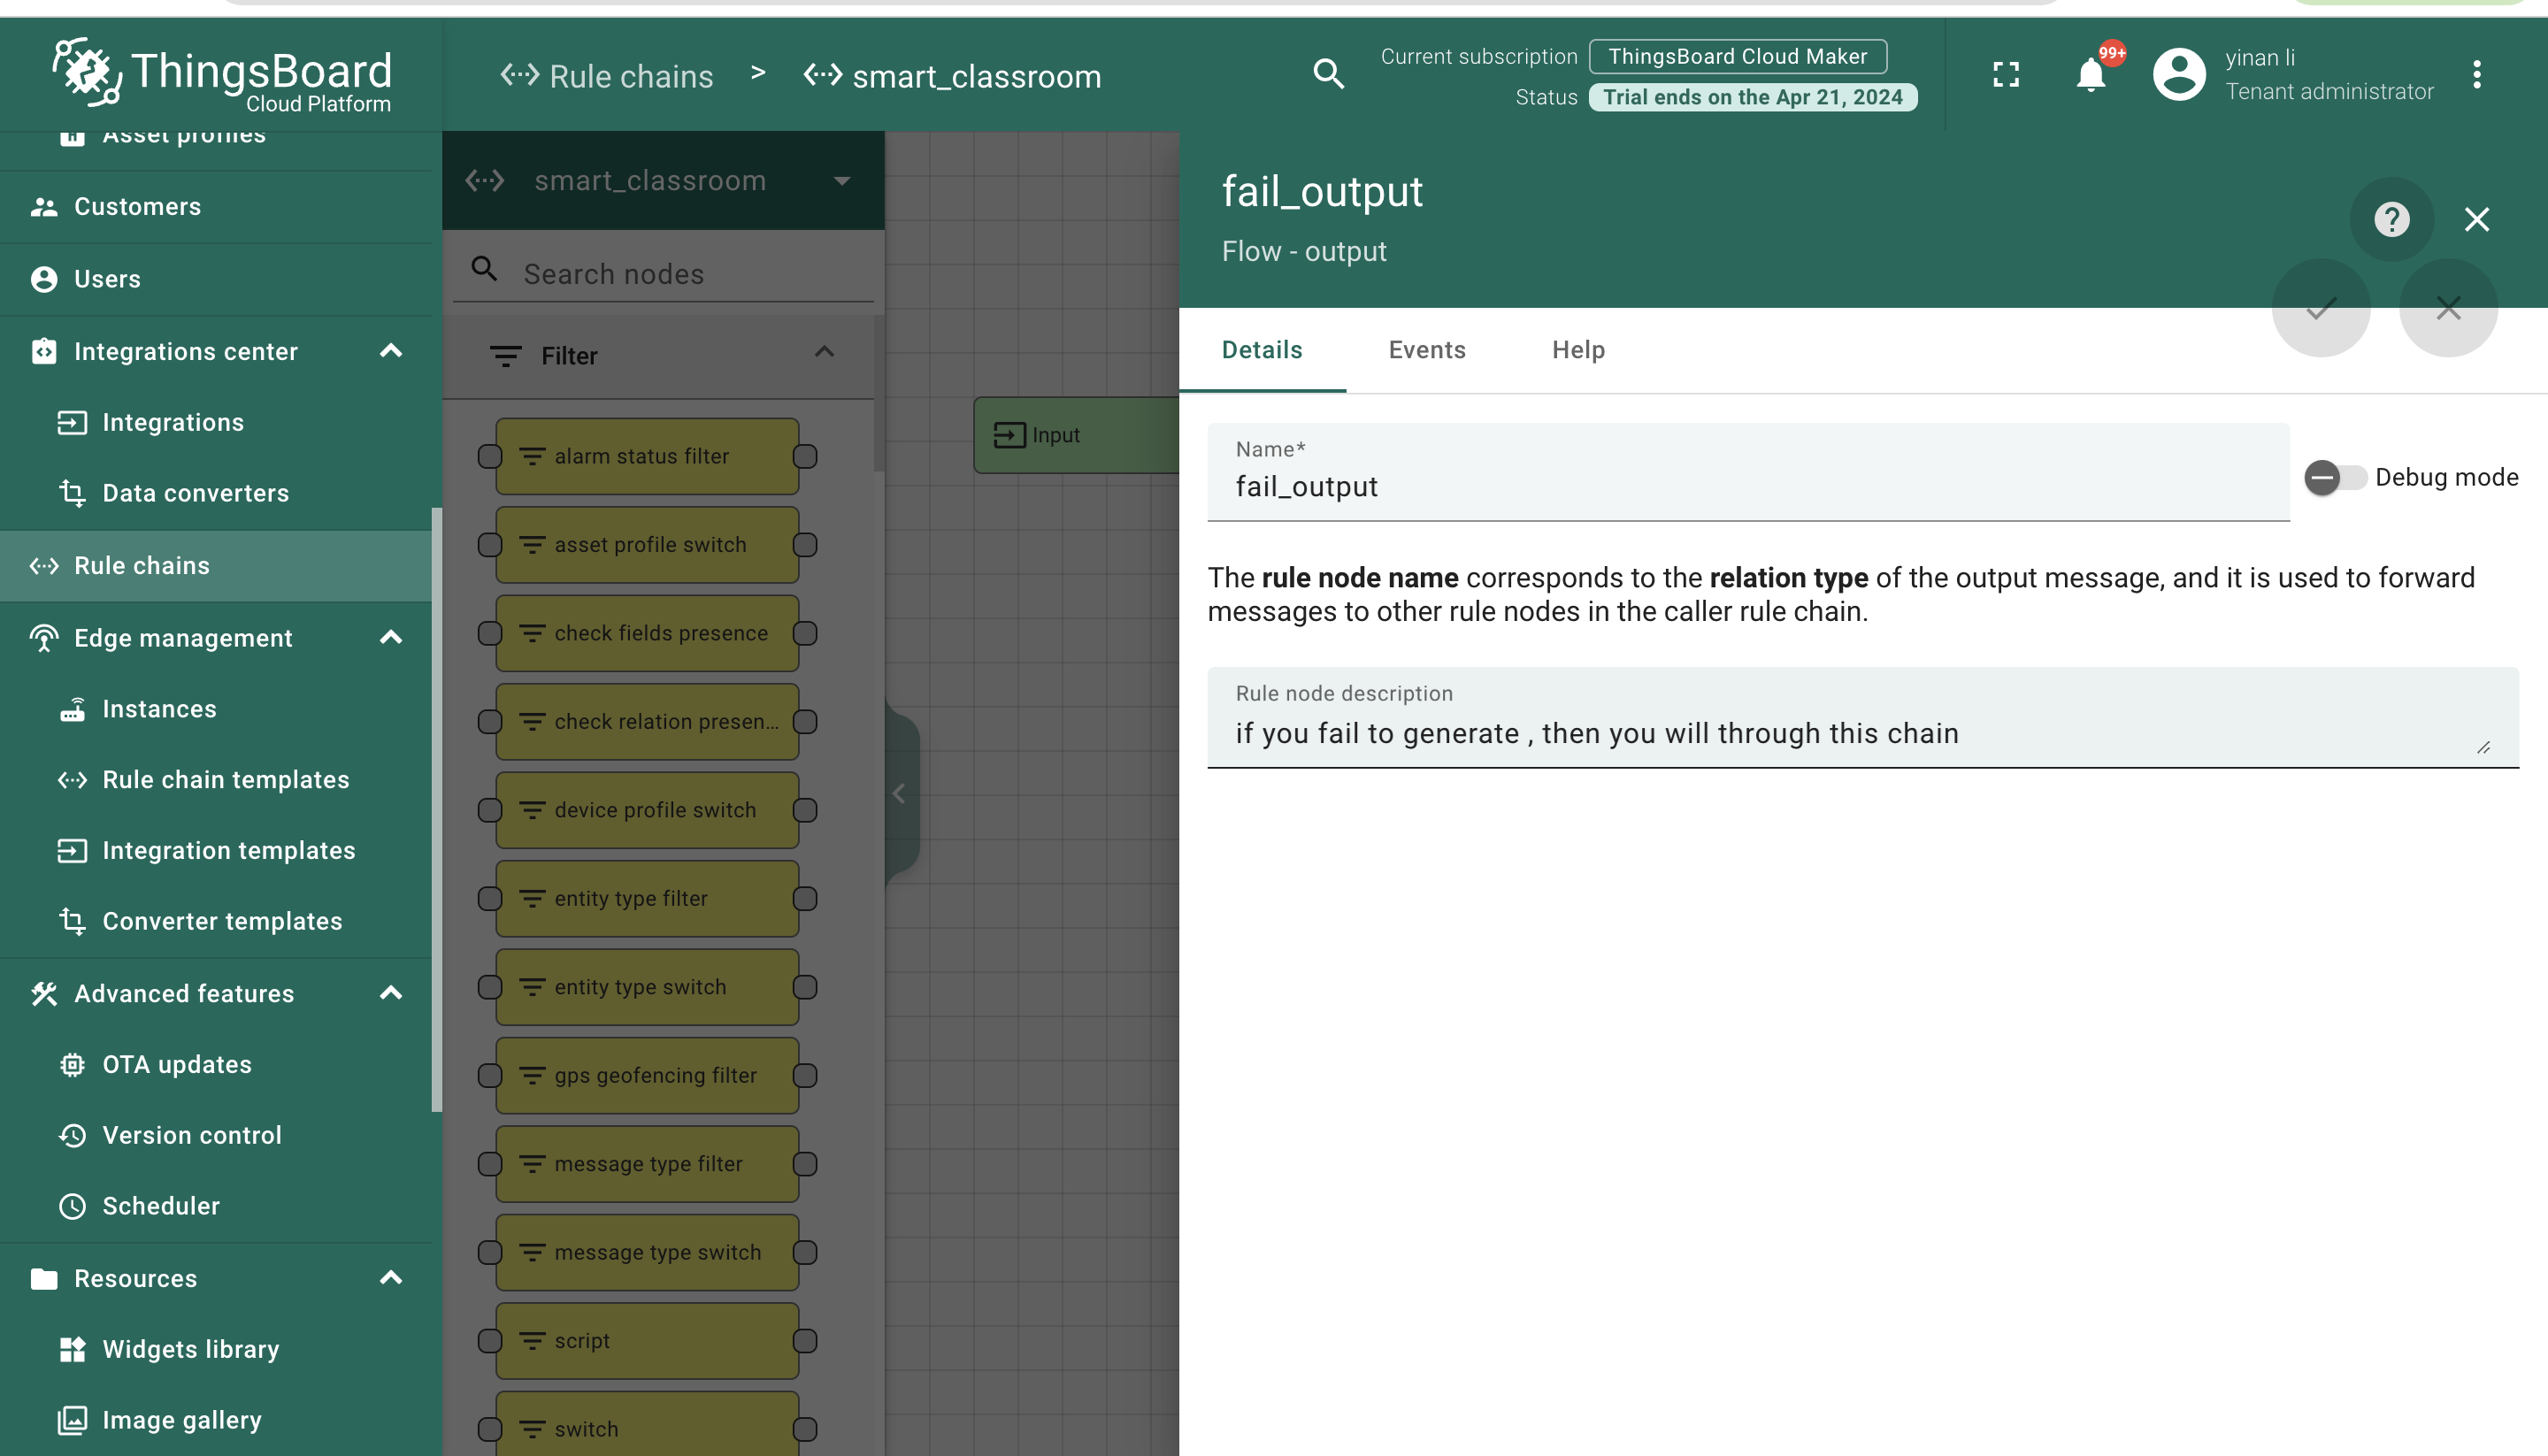 ThingsBoard
Cloud Platform
Rule chains > smart_classroom
Current subscription ThingsBoard Cloud Maker
Status Trial ends on the Apr 21, 2024
99+
yinan li
Tenant administrator
Asset profiles
Customers
Users
Integrations center
Integrations
Data converters
Rule chains
Edge management
Instances
Rule chain templates
Integration templates
Converter templates
Advanced features
OTA updates
Version control
Scheduler
Resources
Widgets library
Image gallery
smart_classroom
Search nodes
Filter
alarm status filter
asset profile switch
check fields presence
check relation presen...
device profile switch
entity type filter
entity type switch
gps geofencing filter
message type filter
message type switch
script
switch
Input
fail_output
Flow - output
Details Events Help
Name*
fail_output
Debug mode
The rule node name corresponds to the relation type of the output message, and it is used to forward
messages to other rule nodes in the caller rule chain.
Rule node description
if you fail to generate , then you will through this chain